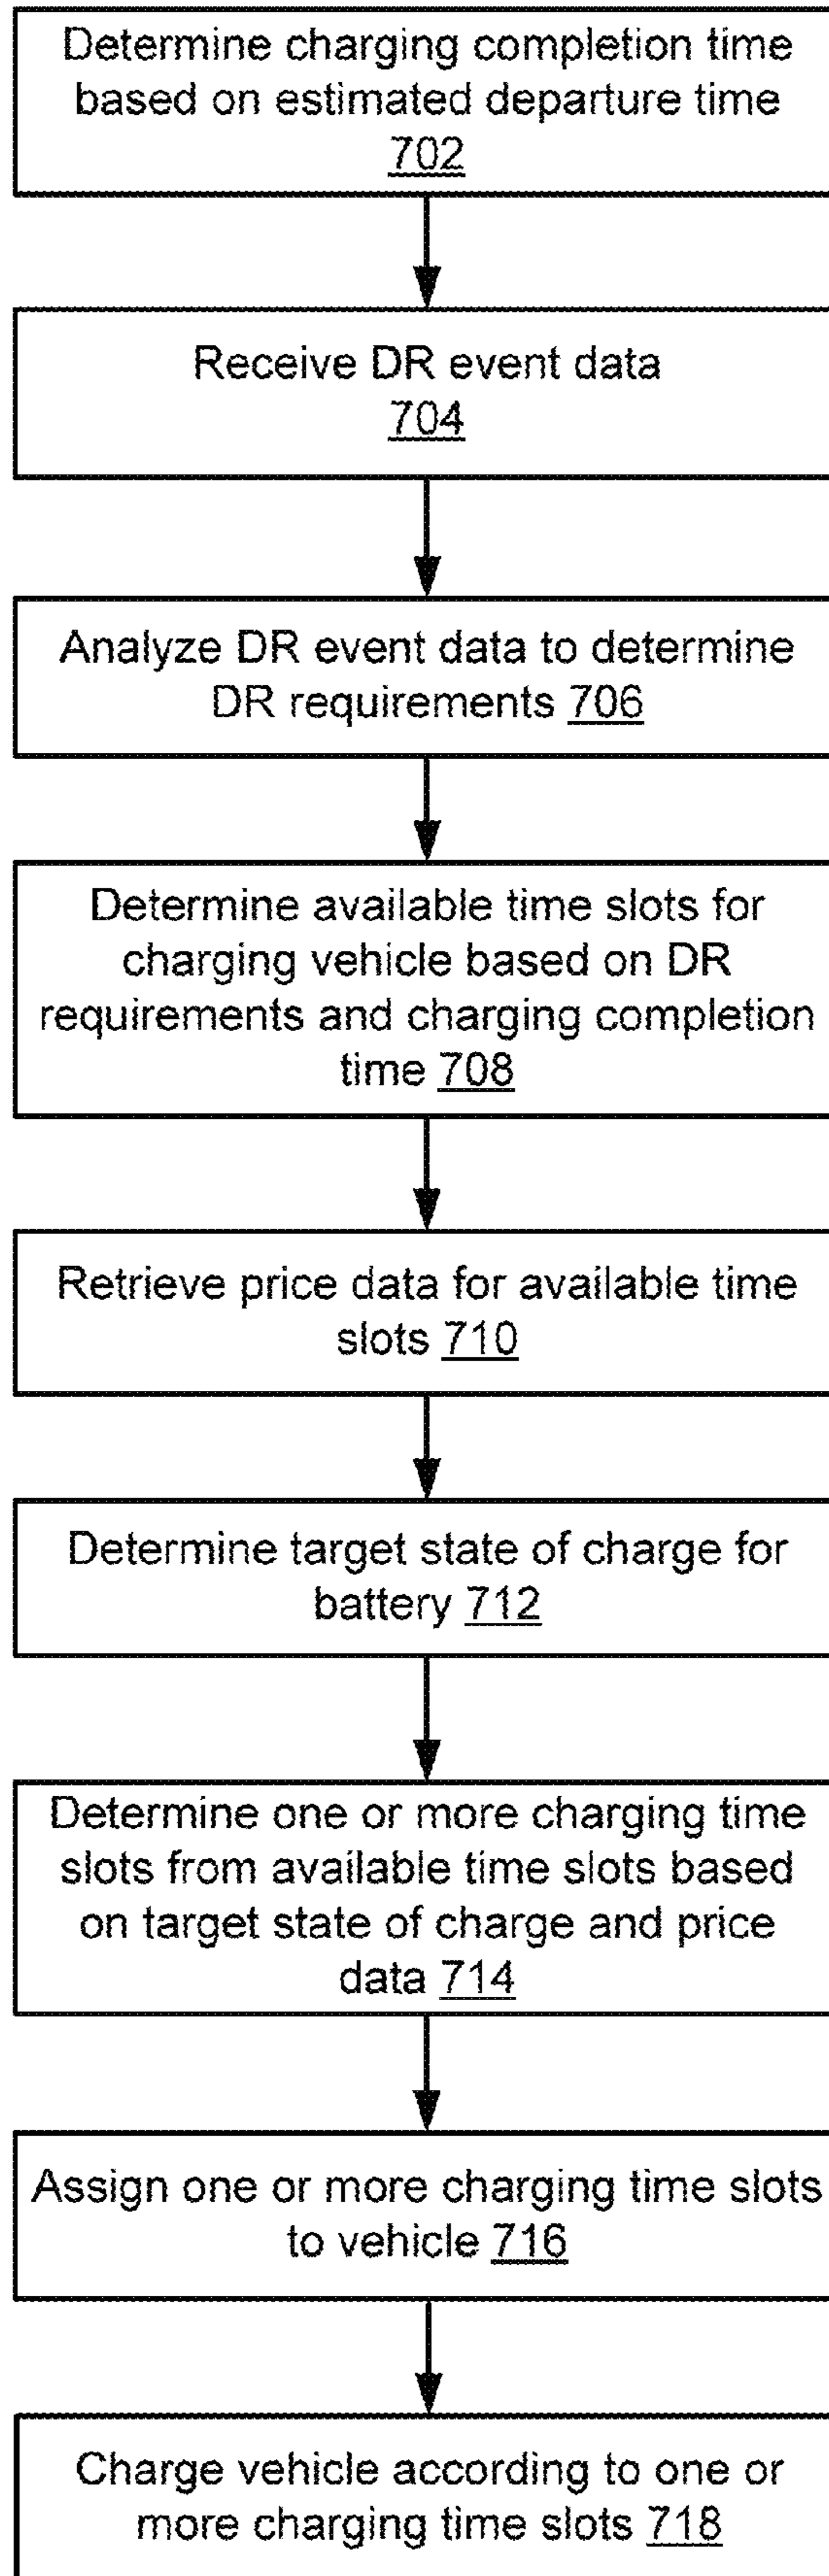 Determine charging completion time
based on estimated departure time
702
Receive DR event data
704
Analyze DR event data to determine
DR requirements 706
Determine available time slots for
charging vehicle based on DR
requirements and charging completion
time 708
Retrieve price data for available time
slots 710
Determine target state of charge for
battery 712
Determine one or more charging time
slots from available time slots based
on target state of charge and price
data 714
Assign one or more charging time slots
to vehicle 716
Charge vehicle according to one or
more charging time slots 718